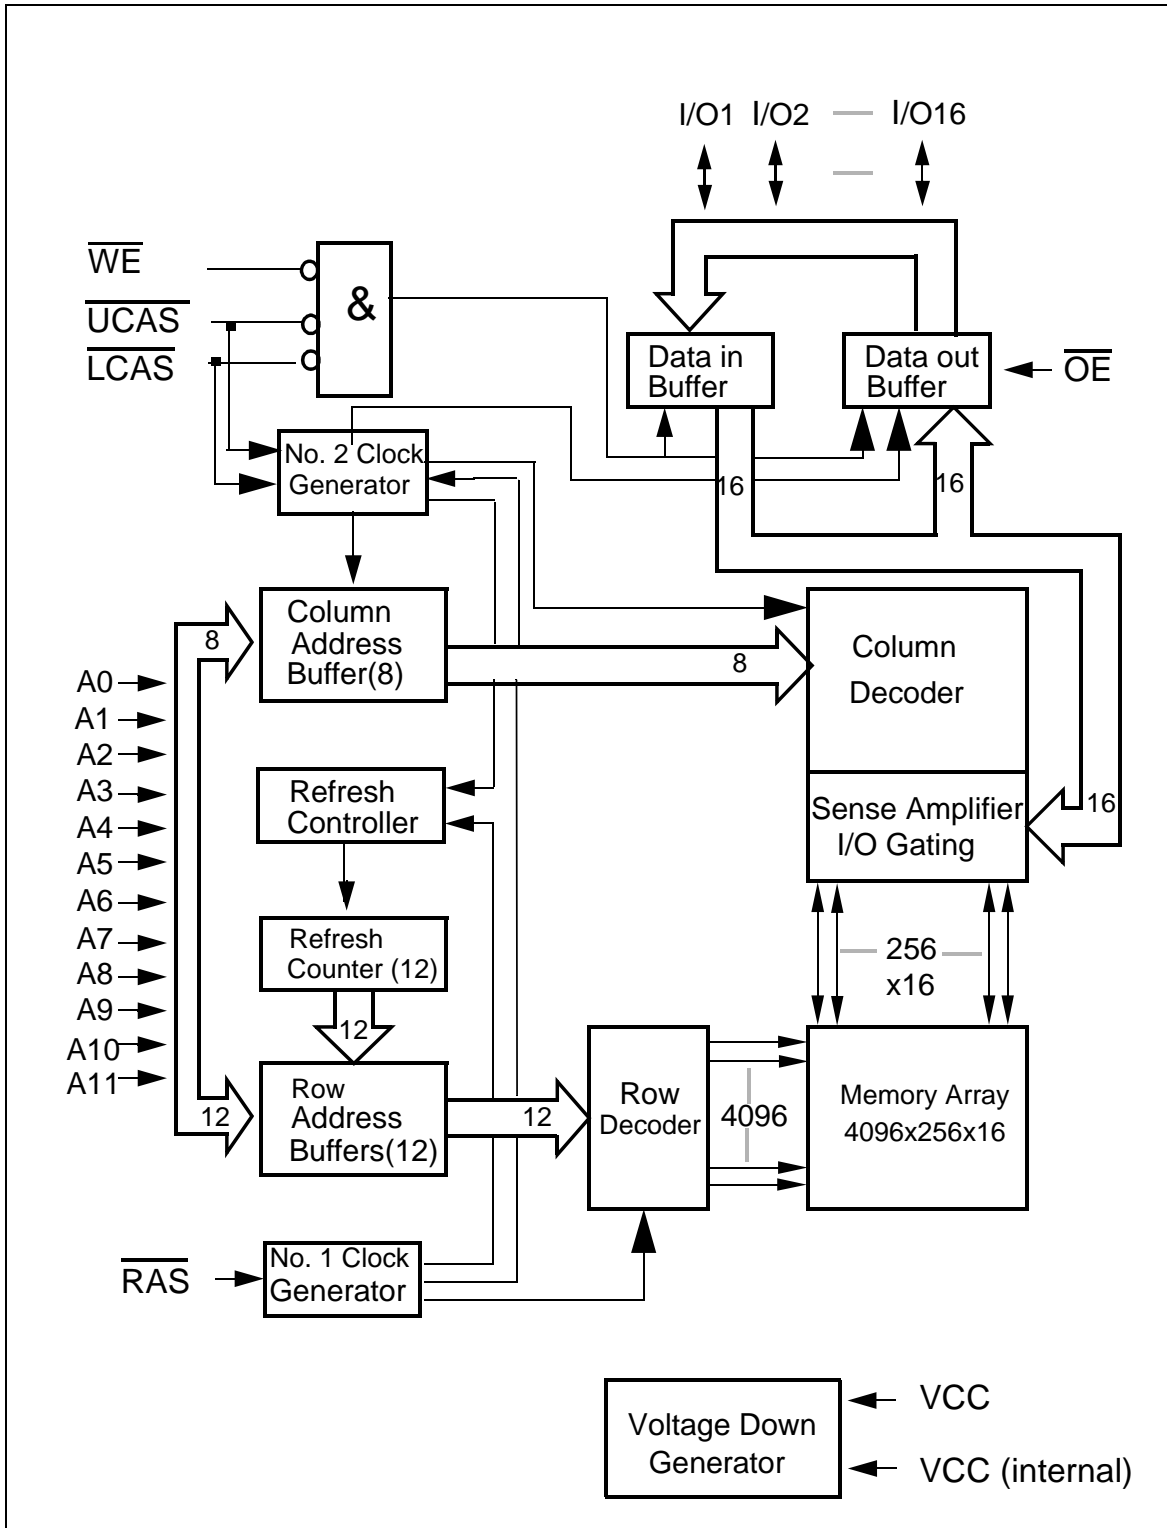 I/O1 I/O2 I/O16
WE
&
UCAS
LCAS
Data in
Buffer
Data out
Buffer
OE
No. 2 Clock
Generator
16
16
Column
Address
Buffer(8)
8
8
Column
Decoder
A0
A1
A2
A3
A4
A5
A6
A7
A8
A9
A10
A11
Refresh
Controller
Sense Amplifier
I/O Gating
16
Refresh
Counter (12)
256
x16
12
Row
Address
Buffers(12)
12
12
Row
Decoder
4096
Memory Array
4096x256x16
RAS
No. 1 Clock
Generator
Voltage Down
Generator
VCC
VCC (internal)